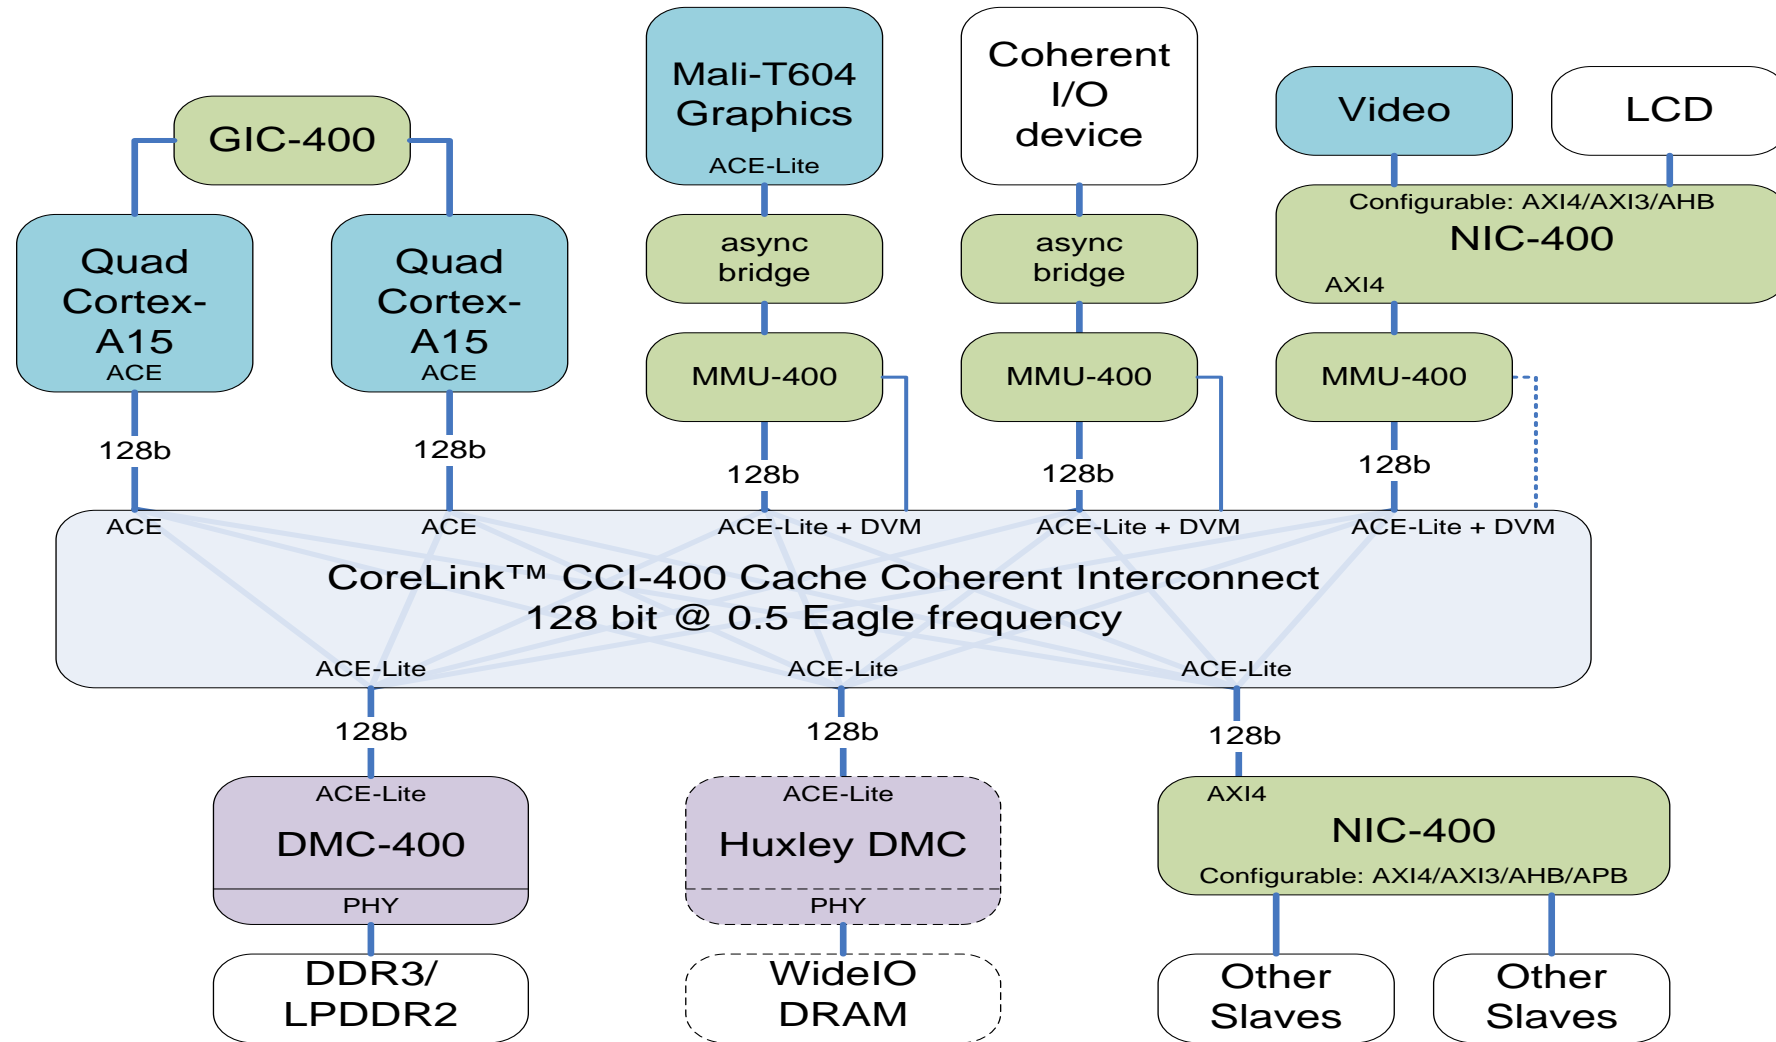 Mali-T604
Graphics
ACE-Lite
Coherent
I/O
device
Video
LCD
GIC-400
Configurable: AXI4/AXI3/AHB
NIC-400
AXI4
Quad
Cortex-
A15
ACE
Quad
Cortex-
A15
ACE
async
bridge
async
bridge
MMU-400
MMU-400
MMU-400
128b
128b
128b
128b
128b
ACE
ACE
ACE-Lite + DVM
ACE-Lite + DVM
ACE-Lite + DVM
CoreLink™ CCI-400 Cache Coherent Interconnect
128 bit @ 0.5 Eagle frequency
ACE-Lite
ACE-Lite
ACE-Lite
128b
128b
128b
ACE-Lite
DMC-400
PHY
ACE-Lite
Huxley DMC
PHY
AXI4
NIC-400
Configurable: AXI4/AXI3/AHB/APB
DDR3/
LPDDR2
WideIO
DRAM
Other
Slaves
Other
Slaves